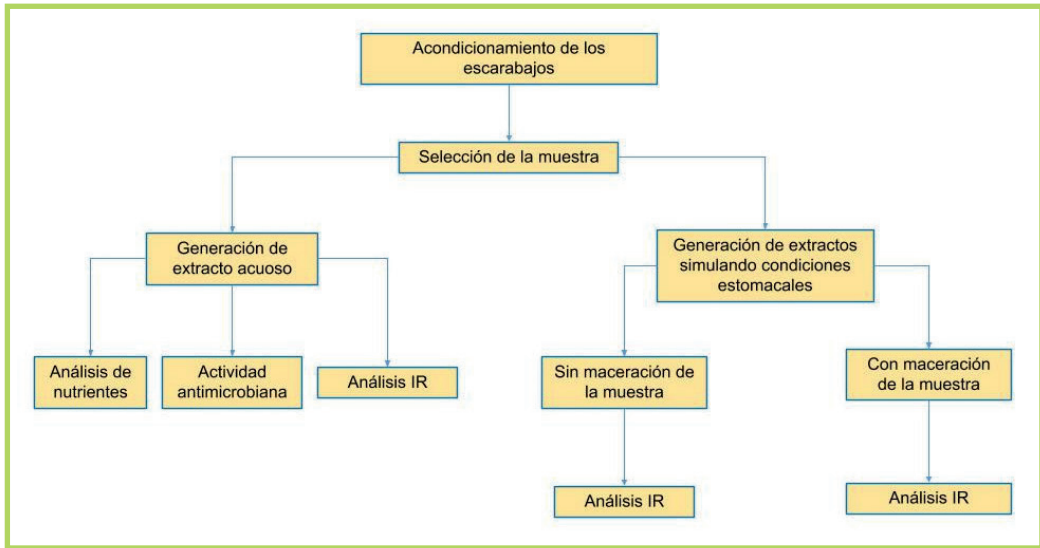 Acondicionamiento de los
escarabajos
Selección de la muestra
Generación de
extracto acuoso
Generación de extractos
simulando condiciones
estomacales
Análisis de
nutrientes
Actividad
antimicrobiana
Análisis IR
Sin maceración de
la muestra
Con maceración
de la muestra
Análisis IR
Análisis IR